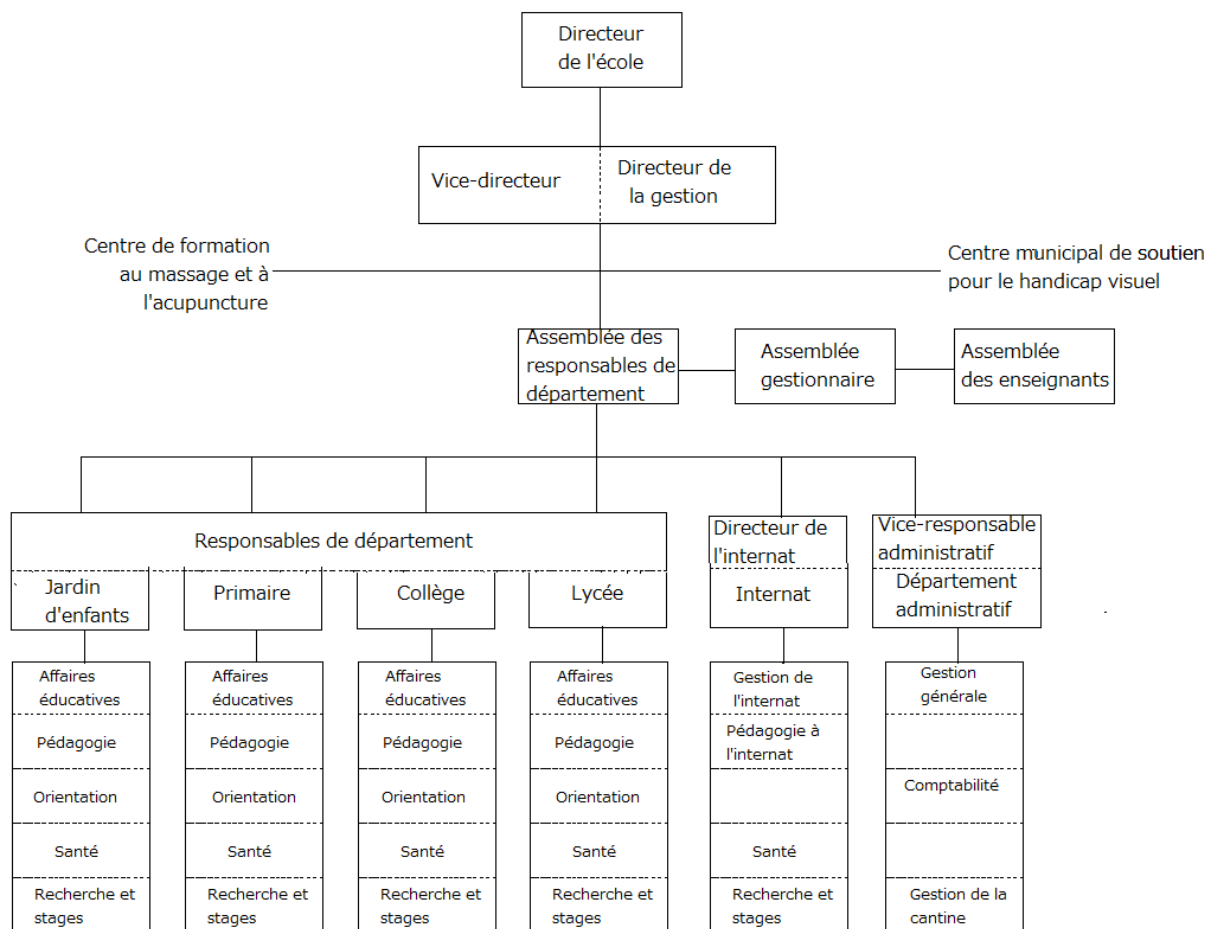 Directeur
de l'école
Vice-directeur
Directeur de
la gestion
Centre de formation
au massage et à
l'acupuncture
Centre municipal de soutien
pour le handicap visuel
Assemblée des
responsables de
département
Assemblée
gestionnaire
Assemblée
des enseignants
Responsables de département
Directeur de
l'internat
Vice-responsable
administratif
Jardin
d'enfants
Primaire
Collège
Lycée
Internat
Département
administratif
Affaires
éducatives
Pédagogie
Orientation
Santé
Recherche et
stages
Affaires
éducatives
Pédagogie
Orientation
Santé
Recherche et
stages
Affaires
éducatives
Pédagogie
Orientation
Santé
Recherche et
stages
Affaires
éducatives
Pédagogie
Orientation
Santé
Recherche et
stages
Gestion de
l'internat
Pédagogie à
l'internat
Santé
Recherche et
stages
Gestion
générale
Comptabilité
Gestion de la
cantine